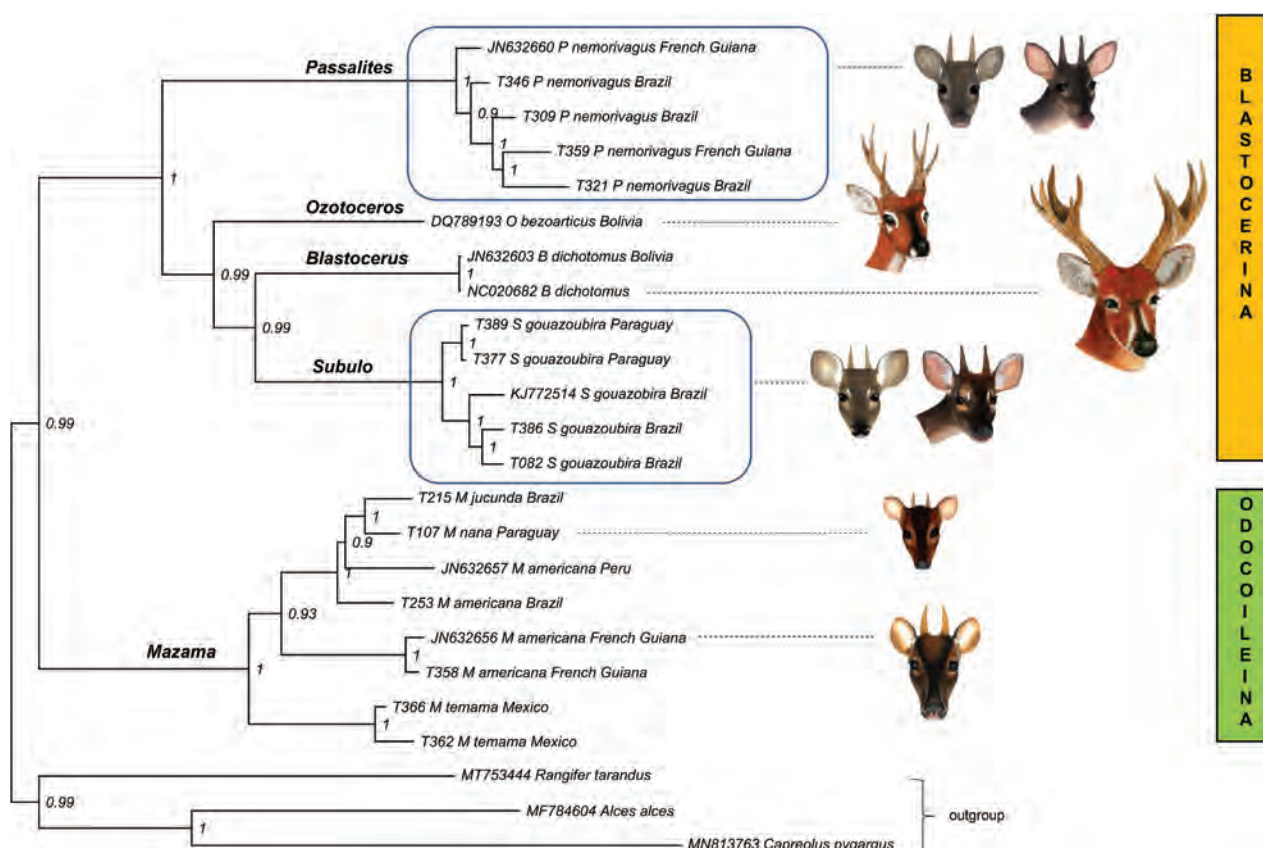 JN632660 P nemorivagus French Guiana
Passalites
1
T346 P nemorivagus Brazil
0.9
T309 P nemorivagus Brazil
1
T359 P nemorivagus French Guiana
1
T321 P nemorivagus Brazil
1
Ozotoceros
DQ789193 O bezoarticus Bolivia
0.99
Blastocerus
JN632603 B dichotomus Bolivia
1
NC020682 B dichotomus
0.99
T389 S gouazoubira Paraguay
1
T377 S gouazoubira Paraguay
Subulo
1
KJ772514 S gouazobira Brazil
1
T386 S gouazoubira Brazil
1
T082 S gouazoubira Brazil
0.99
BLASTOCERINA
T215 M jucunda Brazil
1
T107 M nana Paraguay
0.9
JN632657 M americana Peru
1
T253 M americana Brazil
0.93
JN632656 M americana French Guiana
1
T358 M americana French Guiana
Mazama
1
T366 M temama Mexico
1
T362 M temama Mexico
ODOCOILEINA
MT753444 Rangifer tarandus
0.99
MF784604 Alces alces
outgroup
1
MN813763 Capreolus pygargus